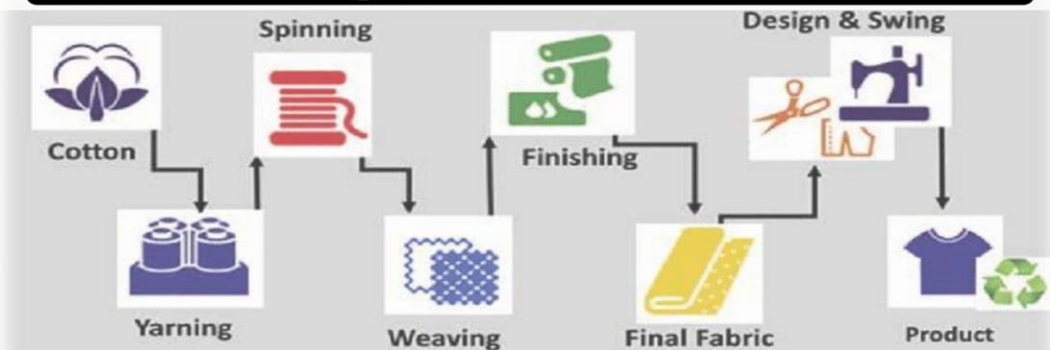 Cotton
Yarning
Spinning
Weaving
Finishing
Final Fabric
Design & Swing
Product